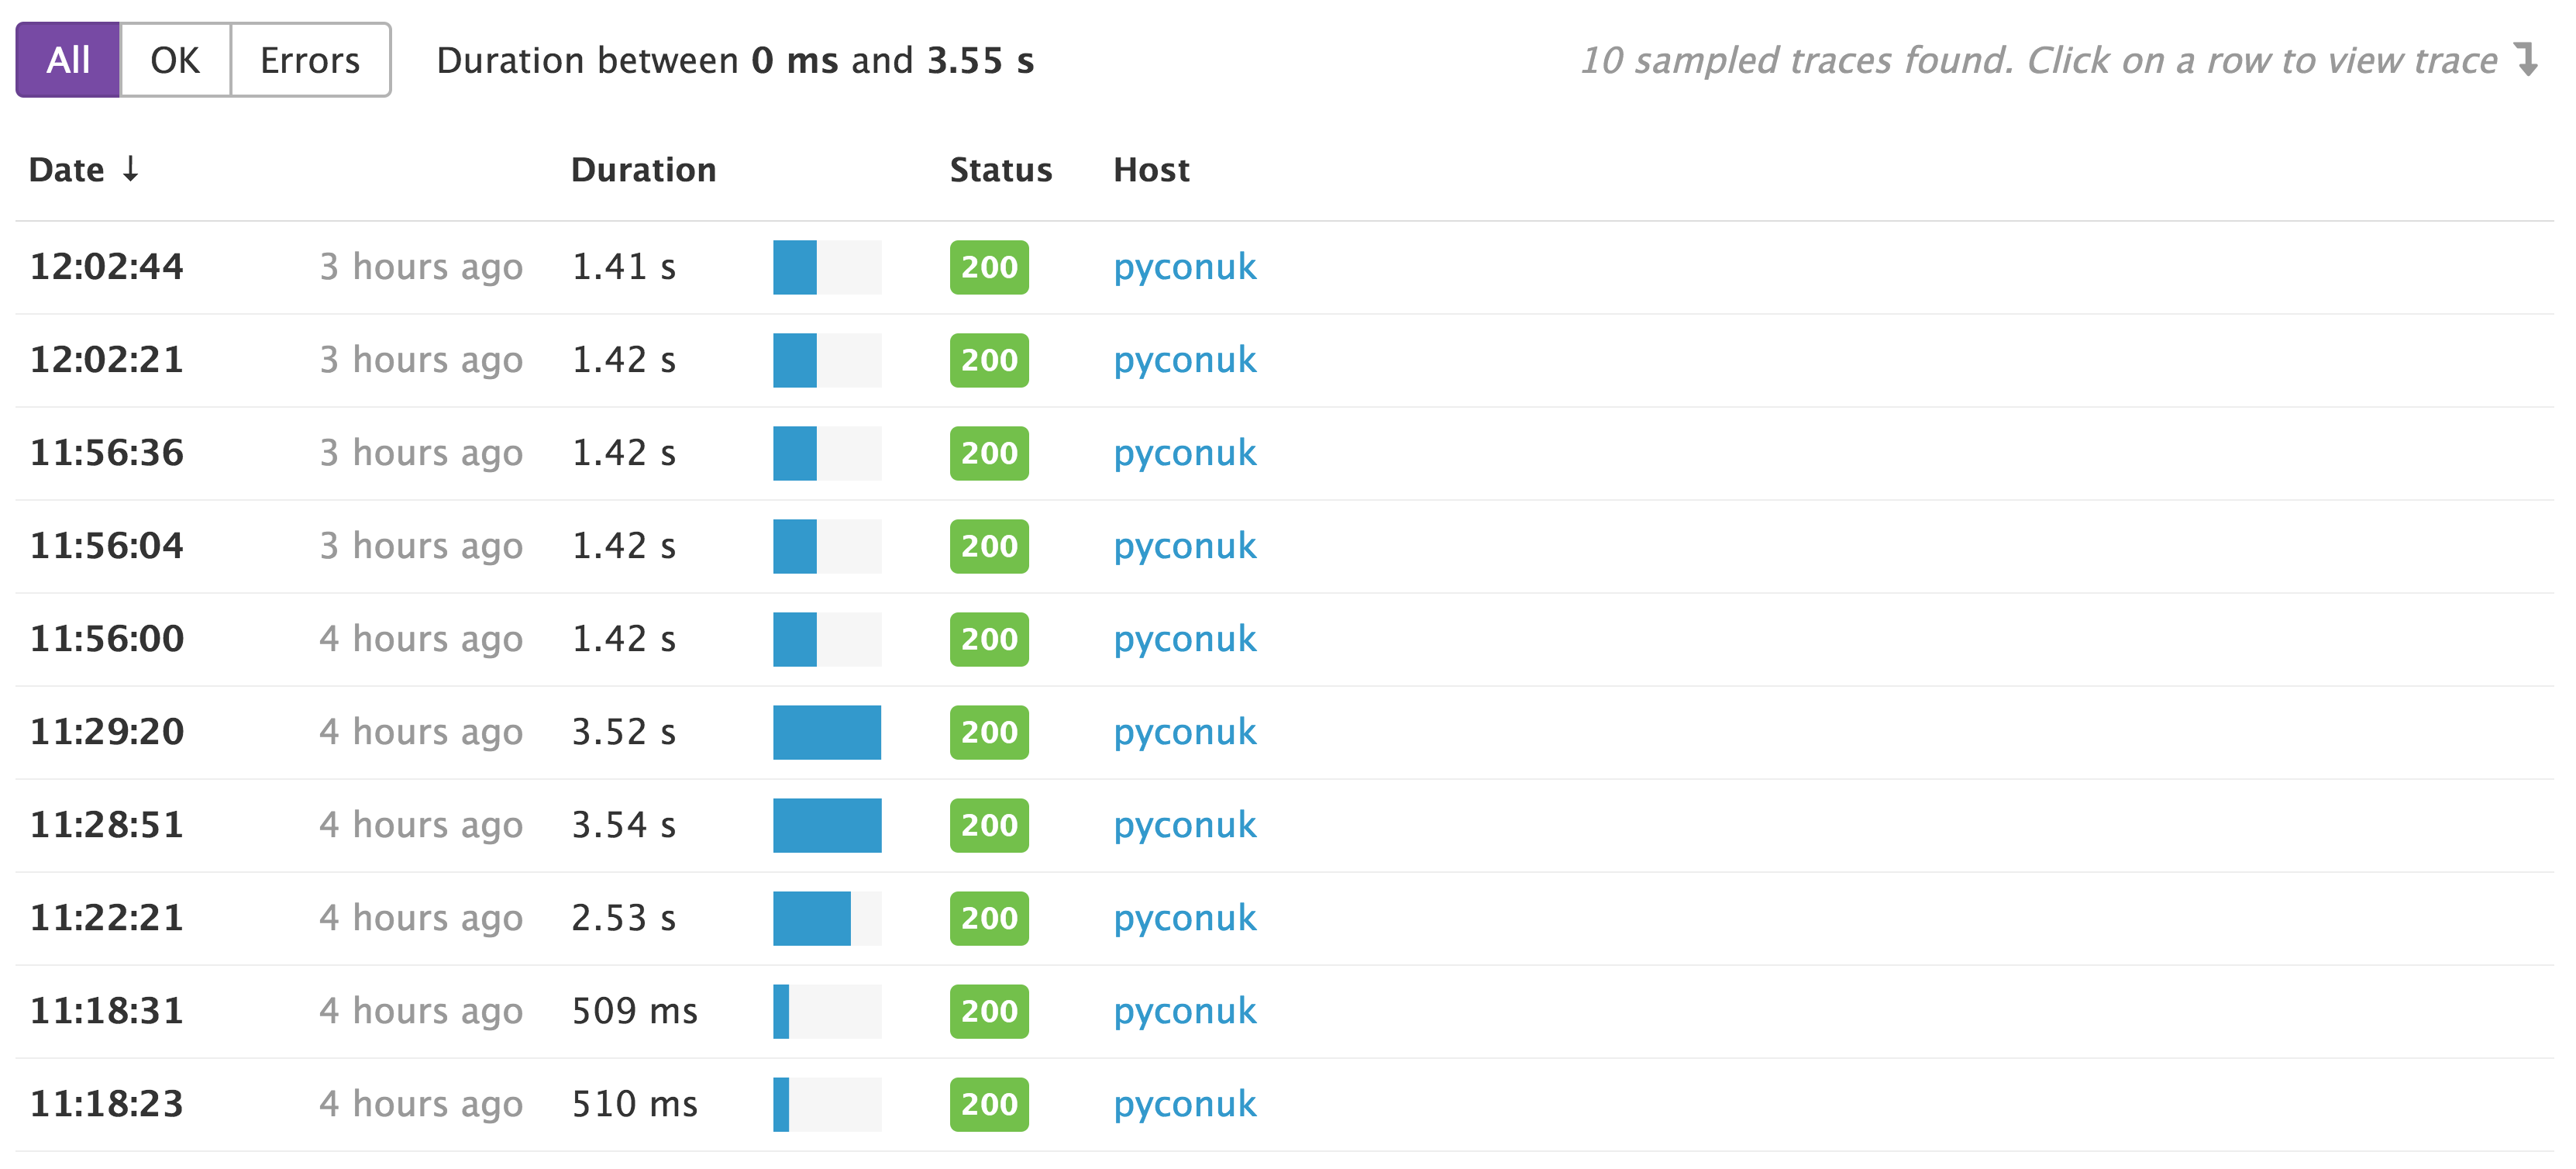 All OK Errors Duration between 0 ms and 3.55 s 10 sampled traces found. Click on a row to view trace
Date ↓ Duration Status Host
12:02:44 3 hours ago 1.41 s 200 pyconuk
12:02:21 3 hours ago 1.42 s 200 pyconuk
11:56:36 3 hours ago 1.42 s 200 pyconuk
11:56:04 3 hours ago 1.42 s 200 pyconuk
11:56:00 4 hours ago 1.42 s 200 pyconuk
11:29:20 4 hours ago 3.52 s 200 pyconuk
11:28:51 4 hours ago 3.54 s 200 pyconuk
11:22:21 4 hours ago 2.53 s 200 pyconuk
11:18:31 4 hours ago 509 ms 200 pyconuk
11:18:23 4 hours ago 510 ms 200 pyconuk